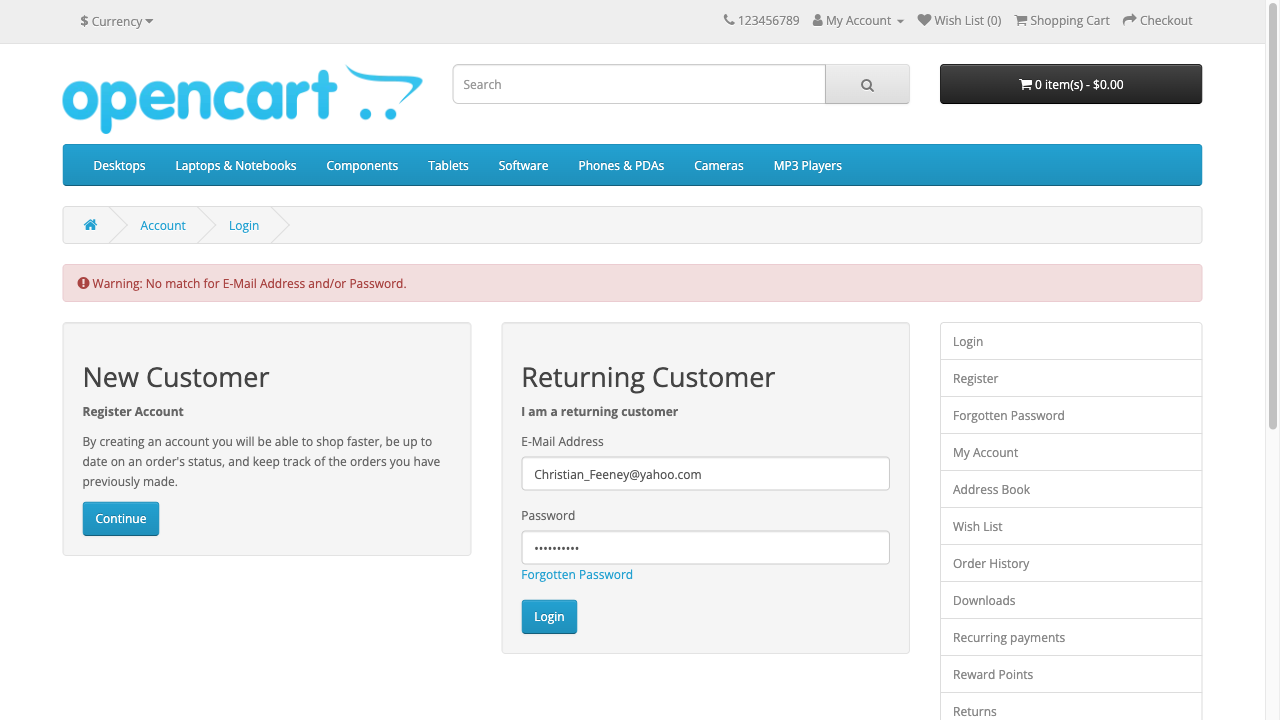 $ Currency
123456789 My Account Wish List (0) Shopping Cart Checkout
opencart
Search
0 item(s) - $0.00
Desktops Laptops & Notebooks Components Tablets Software Phones & PDAs Cameras MP3 Players
Account Login
Warning: No match for E-Mail Address and/or Password.
New Customer
Register Account
By creating an account you will be able to shop faster, be up to
date on an order's status, and keep track of the orders you have
previously made.
Continue
Returning Customer
I am a returning customer
E-Mail Address
Christian_Feeney@yahoo.com
Password
••••••••••
Forgotten Password
Login
Login
Register
Forgotten Password
My Account
Address Book
Wish List
Order History
Downloads
Recurring payments
Reward Points
Returns